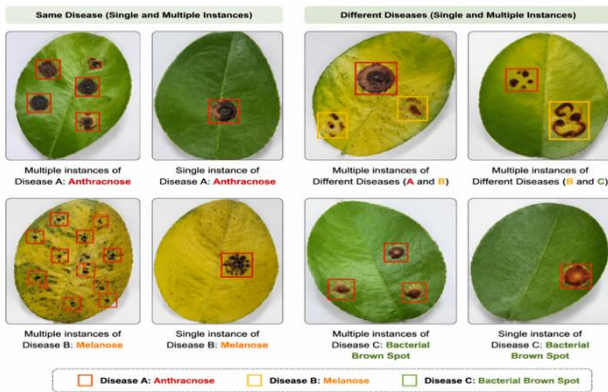 Same Disease (Single and Multiple Instances)
Different Diseases (Single and Multiple Instances)
Multiple instances of
Disease A: Anthracnose
Single instance of
Disease A: Anthracnose
Multiple instances of
Different Diseases (A and B)
Multiple instances of
Different Diseases (B and C)
Multiple instances of
Disease B: Melanose
Single instance of
Disease B: Melanose
Multiple instances of
Disease C: Bacterial
Brown Spot
Single instance of
Disease C: Bacterial
Brown Spot
Disease A: Anthracnose
Disease B: Melanose
Disease C: Bacterial Brown Spot